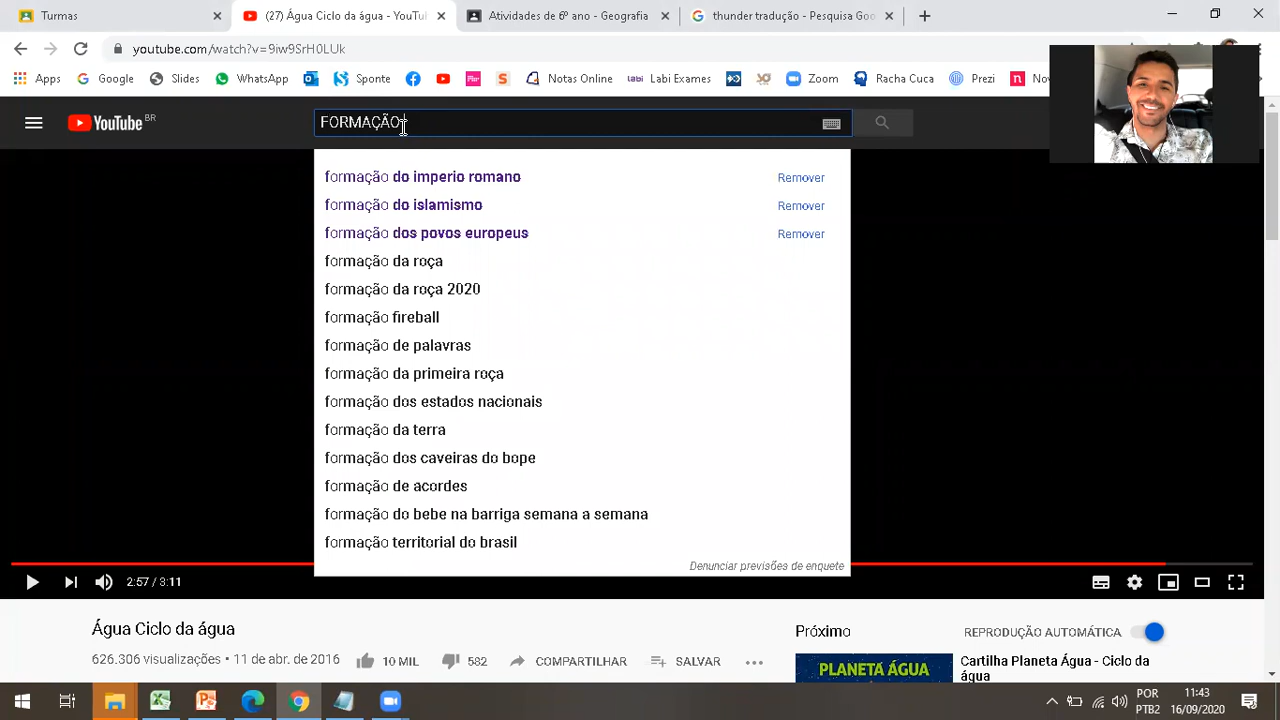 Turmas
(27) Água Ciclo da água - YouTu
Atividades de 6º ano - Geografia
thunder tradução - Pesquisa Goo
youtube.com/watch?v=9iw9SrH0LUk
Apps
Google
Slides
WhatsApp
Sponte
Notas Online
Labi Exames
Zoom
Racha Cuca
Prezi
Nov
YouTube BR
FORMAÇÃO
formação do imperio romano Remover
formação do islamismo Remover
formação dos povos europeus Remover
formação da roça
formação da roça 2020
formação fireball
formação de palavras
formação da primeira roça
formação dos estados nacionais
formação da terra
formação dos caveiras do bope
formação de acordes
formação do bebe na barriga semana a semana
formação territorial do brasil
Denunciar previsões de enquete
2:57 / 3:11
Água Ciclo da água
626.306 visualizações • 11 de abr. de 2016
10 MIL
582
COMPARTILHAR
SALVAR
Próximo
REPRODUÇÃO AUTOMÁTICA
PLANETA ÁGUA
Cartilha Planeta Água - Ciclo da
água
POR
PTB2
11:43
16/09/2020